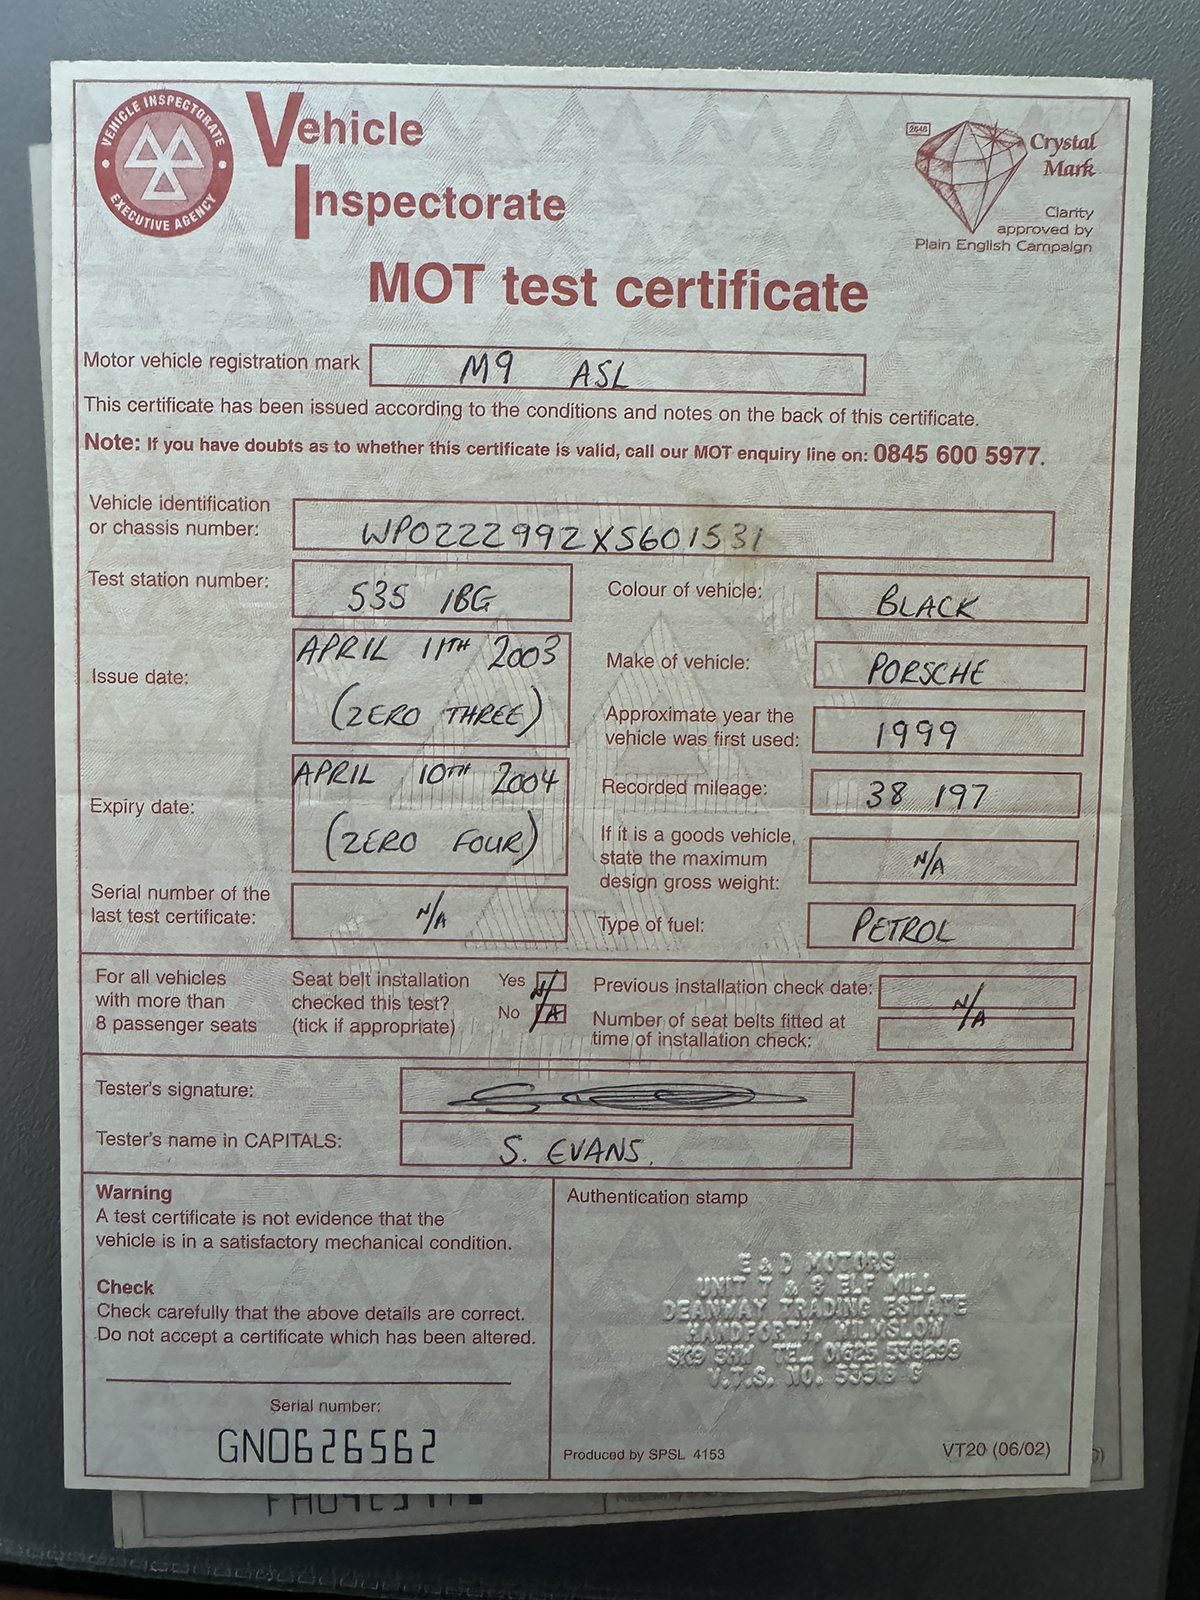 VEHICLE INSPECTORATE
EXECUTIVE AGENCY
Vehicle
Inspectorate
2646
Crystal
Mark
Clarity
approved by
Plain English Campaign
MOT test certificate
Motor vehicle registration mark M9 ASL
This certificate has been issued according to the conditions and notes on the back of this certificate.
Note: If you have doubts as to whether this certificate is valid, call our MOT enquiry line on: 0845 600 5977.
Vehicle identification
or chassis number: WP0ZZZ99ZXS601531
Test station number: 535 1BG
Colour of vehicle: BLACK
Issue date: APRIL 11TH 2003
(ZERO THREE)
Make of vehicle: PORSCHE
Approximate year the
vehicle was first used: 1999
Expiry date: APRIL 10TH 2004
(ZERO FOUR)
Recorded mileage: 38 197
If it is a goods vehicle,
state the maximum
design gross weight: N/A
Serial number of the
last test certificate: N/A
Type of fuel: PETROL
For all vehicles
with more than
8 passenger seats
Seat belt installation
checked this test?
(tick if appropriate)
Yes
No
N/A
Previous installation check date:
Number of seat belts fitted at
time of installation check:
N/A
Tester's signature:
Tester's name in CAPITALS: S. EVANS.
Warning
A test certificate is not evidence that the
vehicle is in a satisfactory mechanical condition.
Check
Check carefully that the above details are correct.
Do not accept a certificate which has been altered.
Serial number:
GN0626562
Authentication stamp
E & D MOTORS
UNIT 7 & 8 ELF MILL
DEANWAY TRADING ESTATE
HANDFORTH, WILMSLOW
SK9 3HW TEL 01625
V.T.S. NO.
Produced by SPSL 4153
VT20 (06/02)